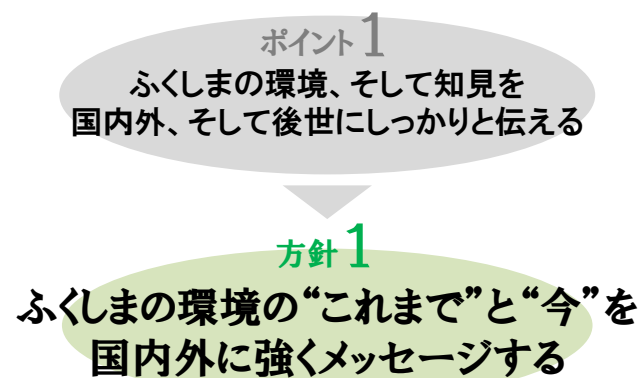 ポイント1
ふくしまの環境、そして知見を
国内外、そして後世にしっかりと伝える
方針1
ふくしまの環境の“これまで”と“今”を
国内外に強くメッセージする